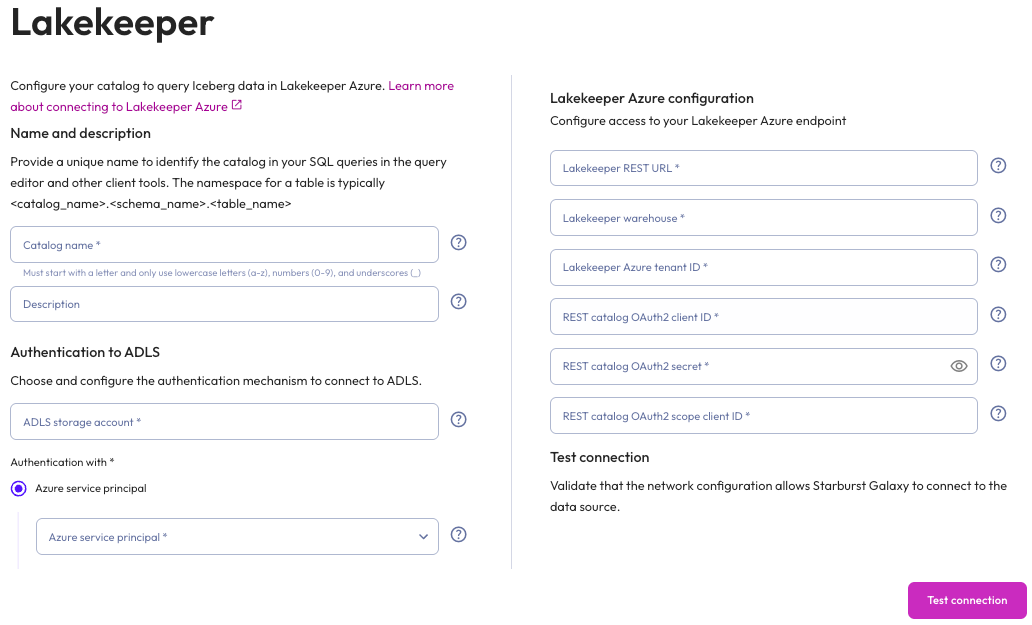 Lakekeeper
Configure your catalog to query Iceberg data in Lakekeeper Azure. Learn more
about connecting to Lakekeeper Azure
Name and description
Provide a unique name to identify the catalog in your SQL queries in the query
editor and other client tools. The namespace for a table is typically
<catalog_name>.<schema_name>.<table_name>
Catalog name *
Must start with a letter and only use lowercase letters (a-z), numbers (0-9), and underscores (_)
Description
Authentication to ADLS
Choose and configure the authentication mechanism to connect to ADLS.
ADLS storage account *
Authentication with *
Azure service principal
Azure service principal *
Lakekeeper Azure configuration
Configure access to your Lakekeeper Azure endpoint
Lakekeeper REST URL *
Lakekeeper warehouse *
Lakekeeper Azure tenant ID *
REST catalog OAuth2 client ID *
REST catalog OAuth2 secret *
REST catalog OAuth2 scope client ID *
Test connection
Validate that the network configuration allows Starburst Galaxy to connect to the
data source.
Test connection